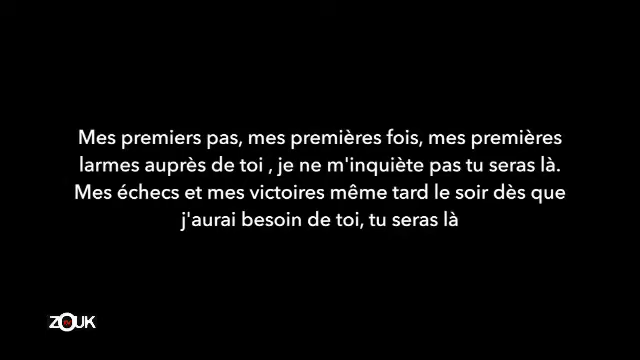 Mes premiers pas, mes premières fois, mes premières
larmes auprès de toi , je ne m'inquiète pas tu seras là.
Mes échecs et mes victoires même tard le soir dès que
j'aurai besoin de toi, tu seras là
ZOUK